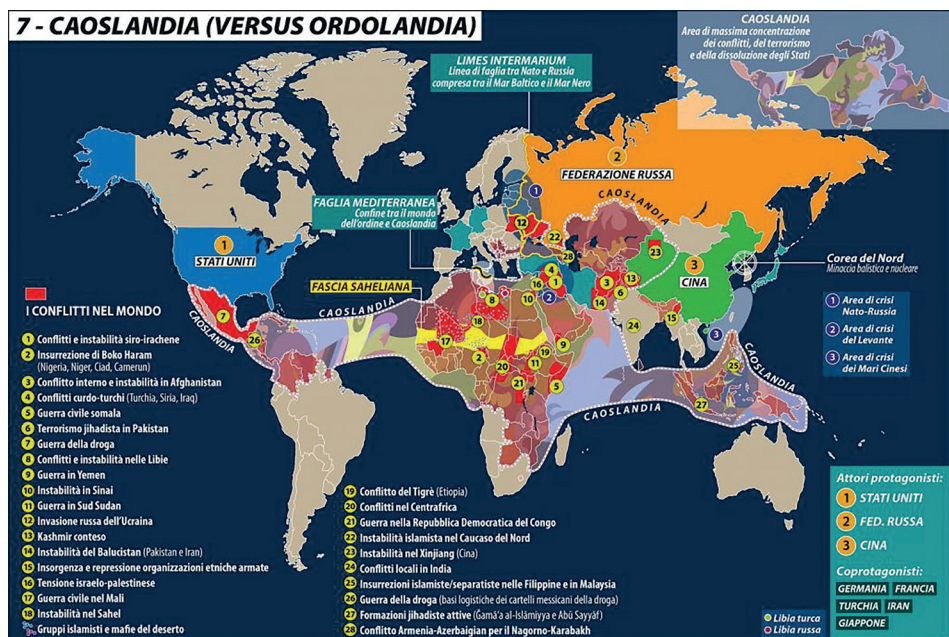 7 - CAOSLANDIA (VERSUS ORDOLANDIA)
CAOSLANDIA
Area di massima concentrazione
dei conflitti, del terrorismo
e della dissoluzione degli Stati
LIMES INTERMARIUM
Linea di faglia tra Nato e Russia
compresa tra il Mar Baltico e il Mar Nero
2
FEDERAZIONE RUSSA
FAGLIA MEDITERRANEA
Confine tra il mondo
dell'ordine e Caoslandia
1
STATI UNITI
3
CINA
CAOSLANDIA
Corea del Nord
Minaccia balistica e nucleare
FASCIA SAHELIANA
CAOSLANDIA
CAOSLANDIA
CAOSLANDIA
CAOSLANDIA
1 Area di crisi
Nato-Russia
2 Area di crisi
del Levante
3 Area di crisi
dei Mari Cinesi
I CONFLITTI NEL MONDO
1 Conflitti e instabilità siro-irachene
2 Insurrezione di Boko Haram
(Nigeria, Niger, Ciad, Camerun)
3 Conflitto interno e instabilità in Afghanistan
4 Conflitti curdo-turchi (Turchia, Siria, Iraq)
5 Guerra civile somala
6 Terrorismo jihadista in Pakistan
7 Guerra della droga
8 Conflitti e instabilità nelle Libie
9 Guerra in Yemen
10 Instabilità in Sinai
11 Guerra in Sud Sudan
12 Invasione russa dell'Ucraina
13 Kashmir conteso
14 Instabilità del Balucistan (Pakistan e Iran)
15 Insorgenza e repressione organizzazioni etniche armate
16 Tensione israelo-palestinese
17 Guerra civile nel Mali
18 Instabilità nel Sahel
Gruppi islamisti e mafie del deserto
19 Conflitto del Tigrè (Etiopia)
20 Conflitti nel Centrafrica
21 Guerra nella Repubblica Democratica del Congo
22 Instabilità islamista nel Caucaso del Nord
23 Instabilità nel Xinjiang (Cina)
24 Conflitti locali in India
25 Insurrezioni islamiste/separatiste nelle Filippine e in Malaysia
26 Guerra della droga (basi logistiche dei cartelli messicani della droga)
27 Formazioni jihadiste attive (Ǧamā'a al-Islāmiyya e Abū Sayyāf)
28 Conflitto Armenia-Azerbaigian per il Nagorno-Karabakh
Libia turca
Libia russa
Attori protagonisti:
1 STATI UNITI
2 FED. RUSSA
3 CINA
Coprotagonisti:
GERMANIA FRANCIA
TURCHIA IRAN
GIAPPONE